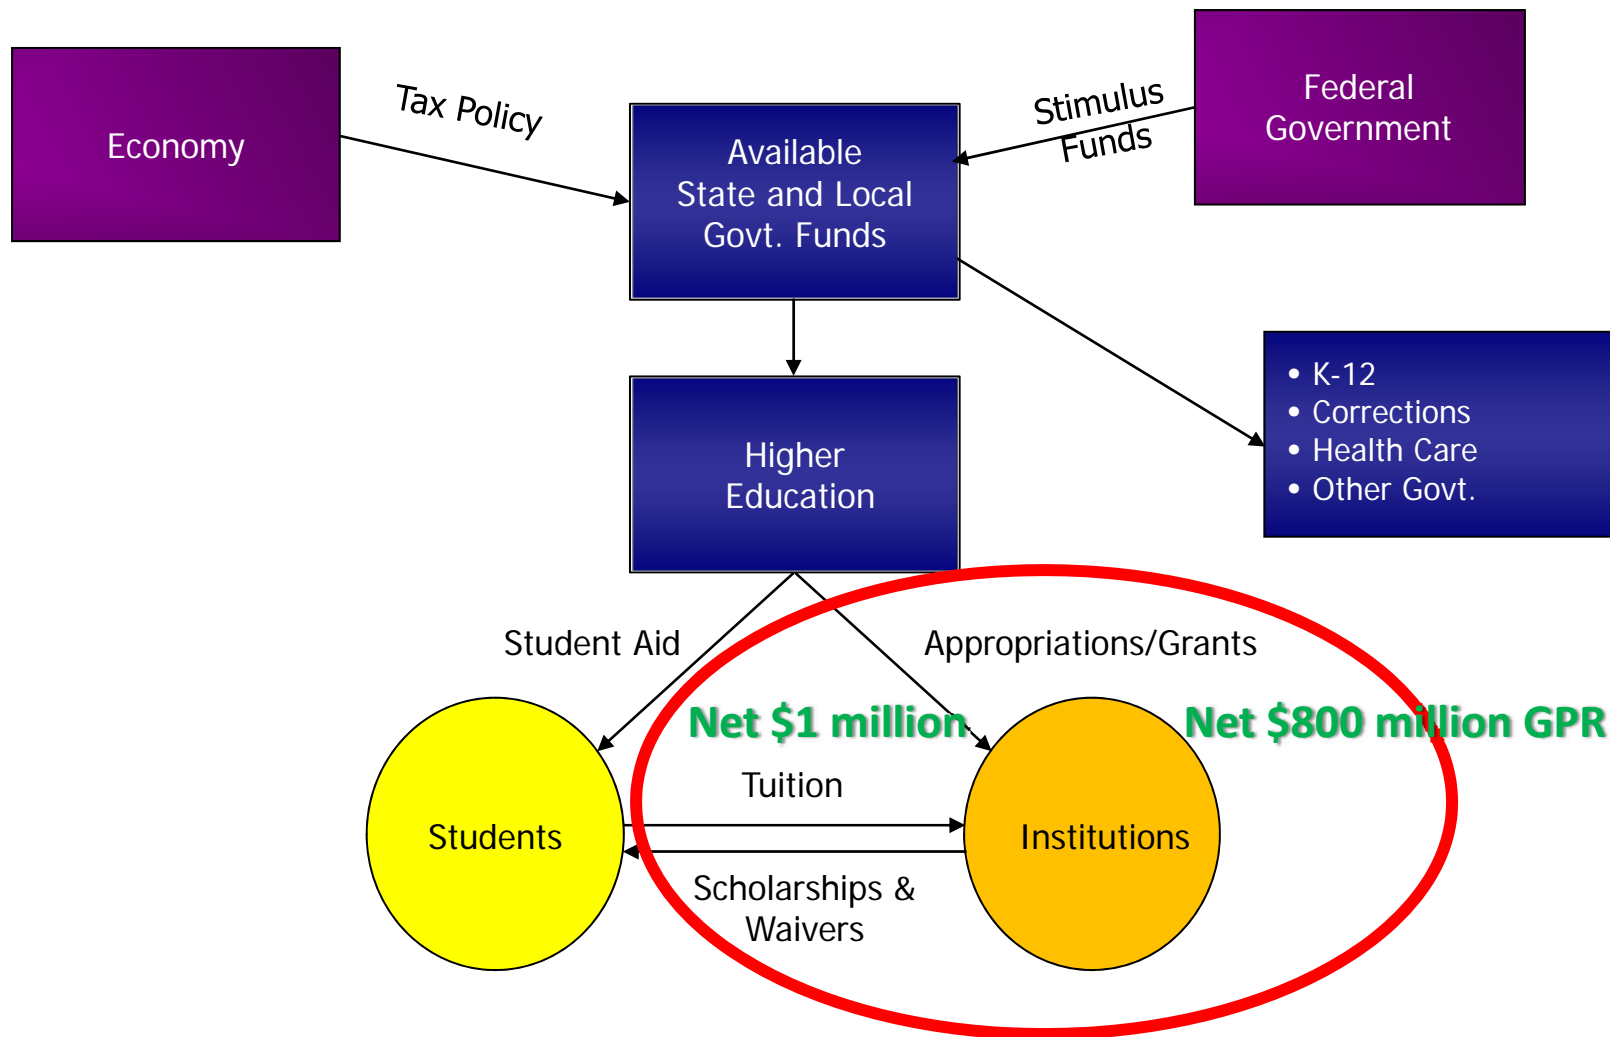 Economy
Tax Policy
Available
State and Local
Govt. Funds
Stimulus
Funds
Federal
Government
• K-12
• Corrections
• Health Care
• Other Govt.
Higher
Education
Student Aid
Appropriations/Grants
Net $1 million
Net $800 million GPR
Tuition
Students
Institutions
Scholarships &
Waivers